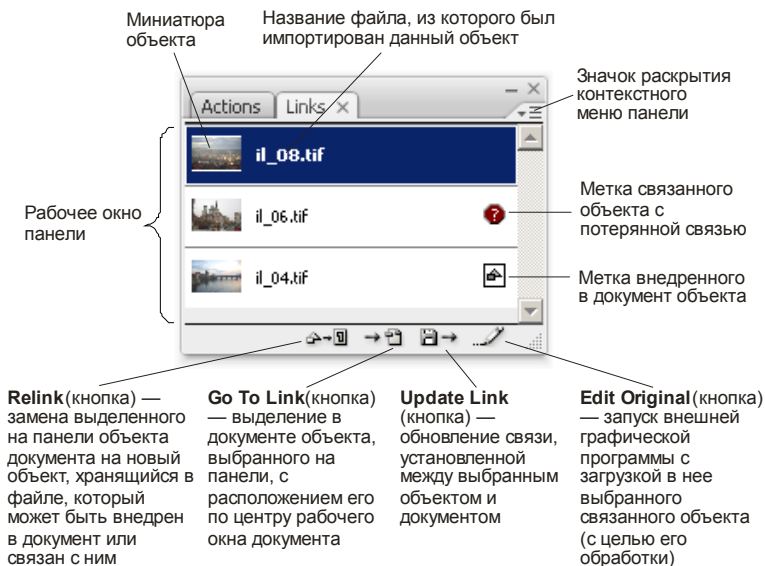 Миниатюра
объекта
Название файла, из которого был
импортирован данный объект
Значок раскрытия
контекстного
меню панели
Actions
Links
il_08.tif
il_06.tif
il_04.tif
Рабочее окно
панели
Метка связанного
объекта с
потерянной связью
Метка внедренного
в документ объекта
Relink(кнопка) —
замена выделенного
на панели объекта
документа на новый
объект, хранящийся в
файле, который
может быть внедрен
в документ или
связан с ним
Go To Link(кнопка)
— выделение в
документе объекта,
выбранного на
панели, с
расположением его
по центру рабочего
окна документа
Update Link
(кнопка) —
обновление связи,
установленной
между выбранным
объектом и
документом
Edit Original(кнопка)
— запуск внешней
графической
программы с
загрузкой в нее
выбранного
связанного объекта
(с целью его
обработки)